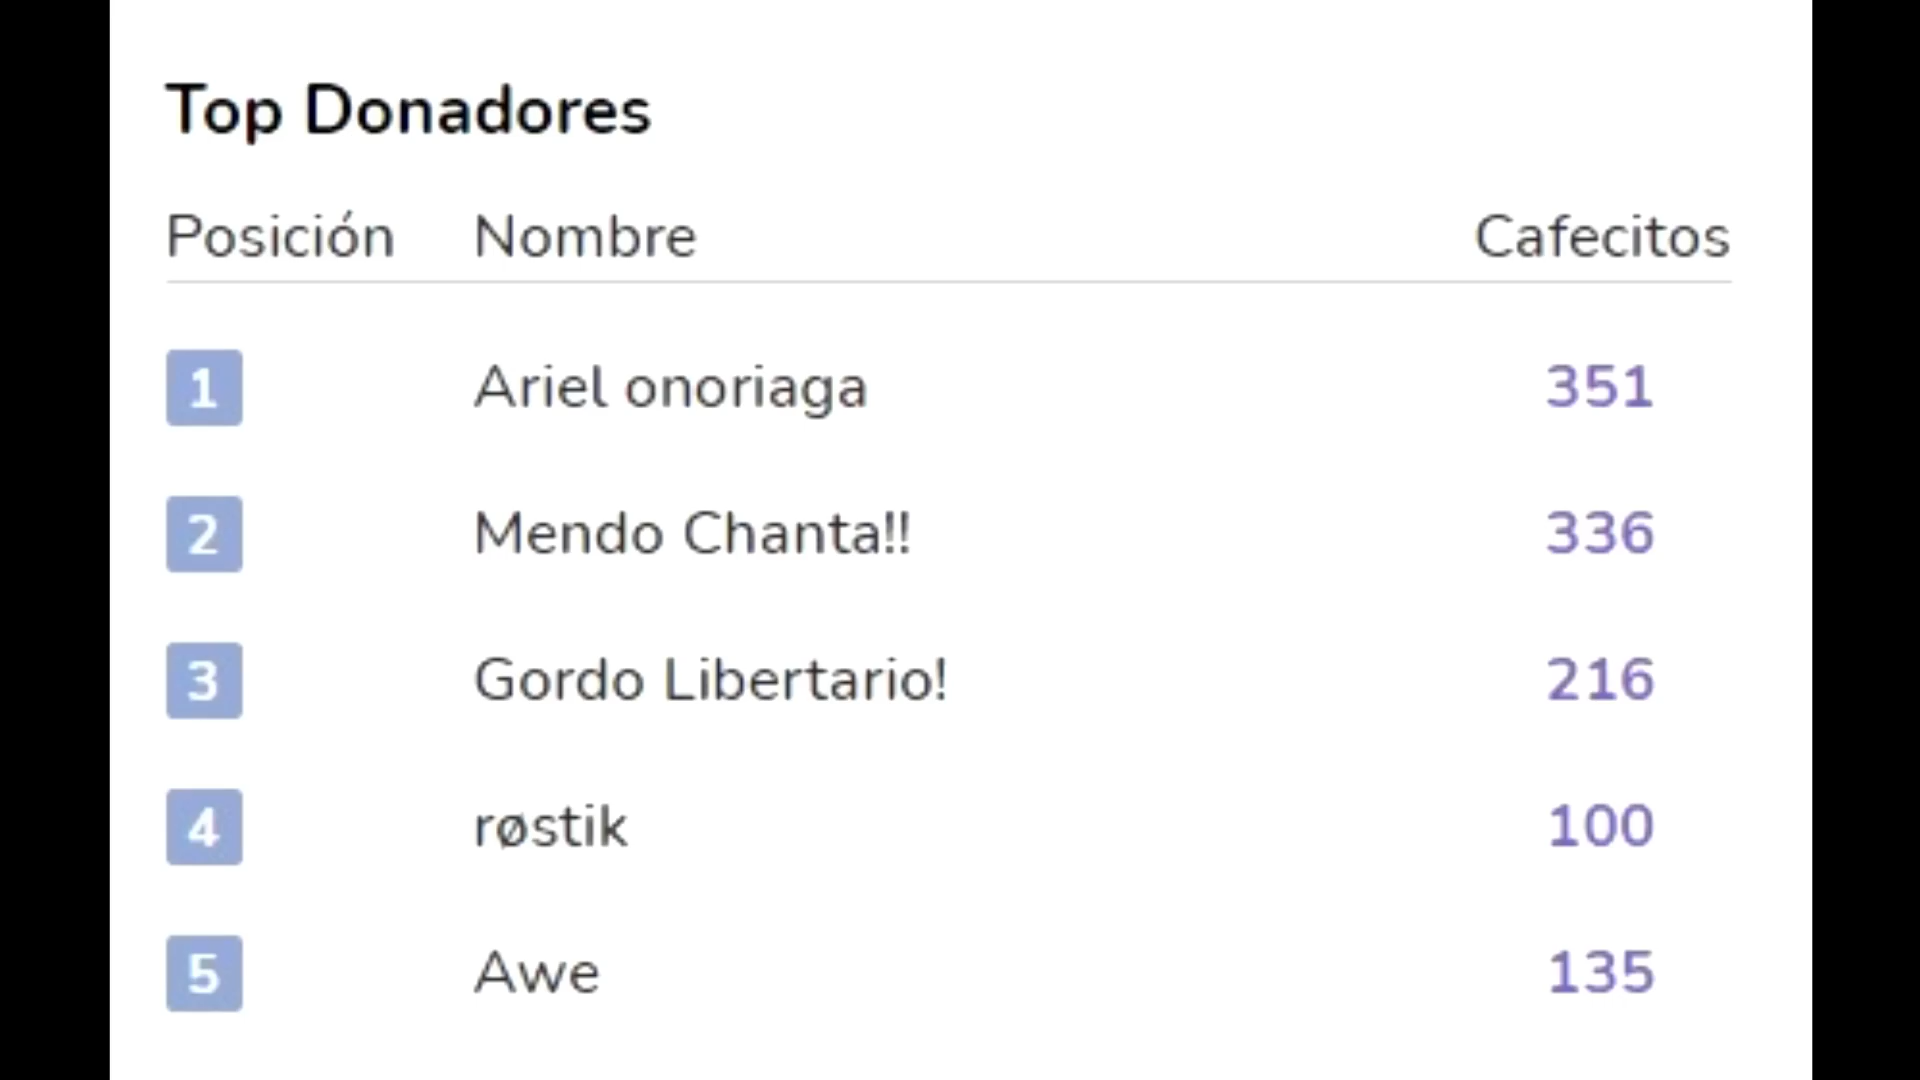 Top Donadores
Posición Nombre Cafecitos
1 Ariel onoriaga 351
2 Mendo Chanta!! 336
3 Gordo Libertario! 216
4 røstik 100
5 Awe 135